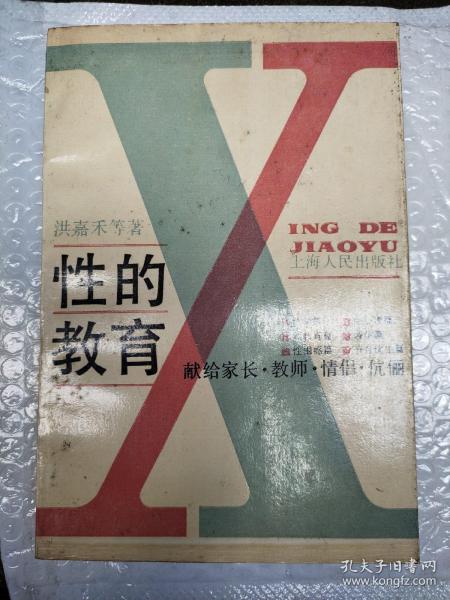 X
洪嘉禾等著
ING DE
JIAOYU
上海人民出版社
性的
教育
献给家长·教师·情侣·伉俪
孔夫子旧书网
www.kongfz.com